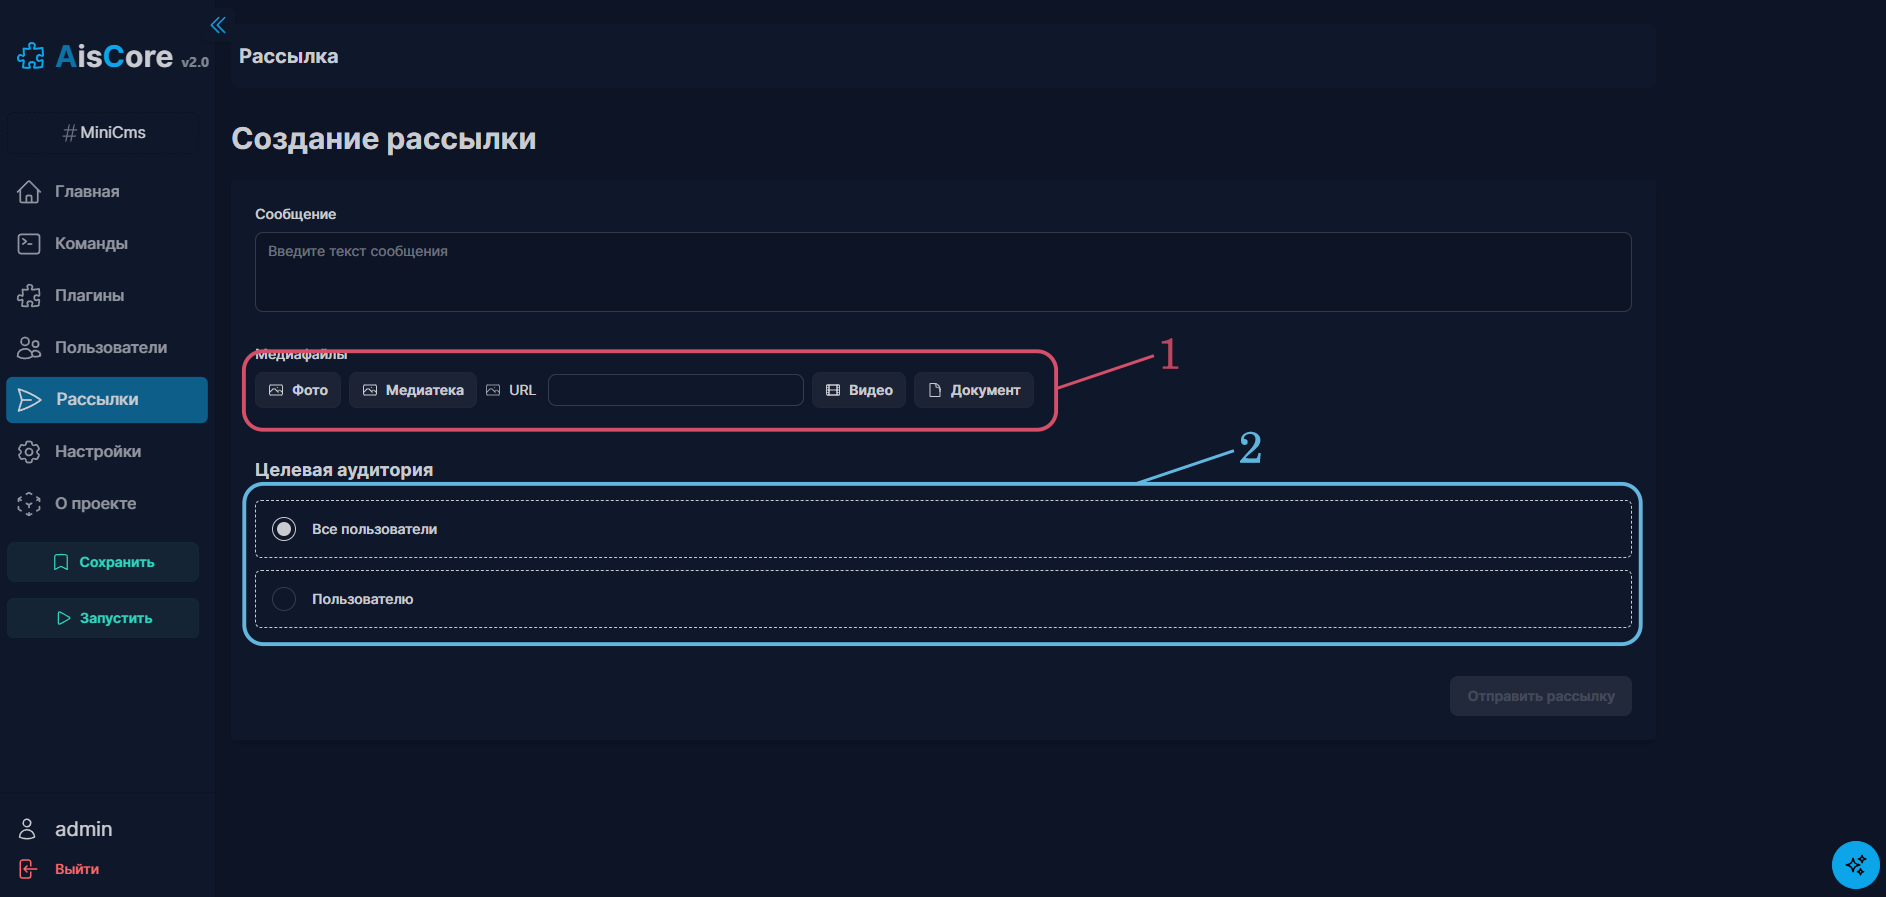 AisCore v2.0
#MiniCms
Главная
Команды
Плагины
Пользователи
Рассылки
Настройки
О проекте
Сохранить
Запустить
admin
Выйти
Рассылка
Создание рассылки
Сообщение
Введите текст сообщения
Медиафайлы
Фото Медиатека URL Видео Документ
1
Целевая аудитория
2
Все пользователи
Пользователю
Отправить рассылку